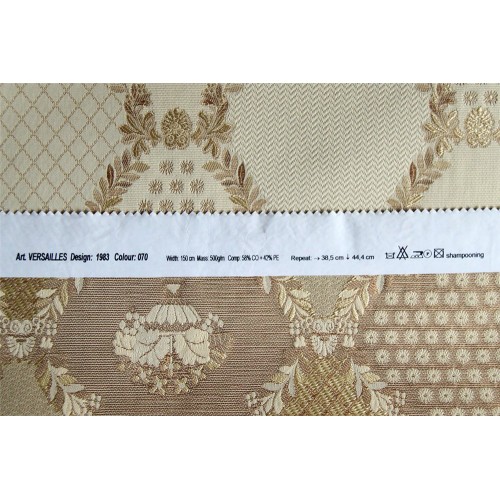 Art. VERSAILLES Design: 1983 Colour: 070 Width: 150 cm Mass: 500g/m Comp: 58% CO + 42% PE Repeat: → 38,5 cm ↓ 44,4 cm shampooning